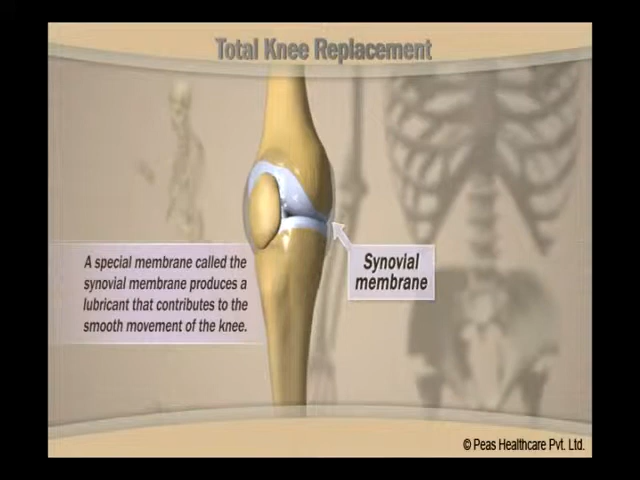 Total Knee Replacement
A special membrane called the
synovial membrane produces a
lubricant that contributes to the
smooth movement of the knee.
Synovial
membrane
© Peas Healthcare Pvt. Ltd.